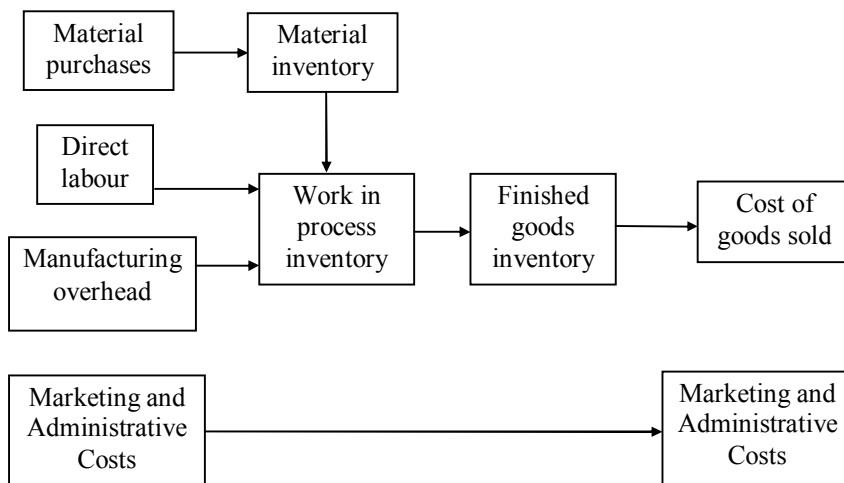 Material
purchases
Material
inventory
Direct
labour
Work in
process
inventory
Finished
goods
inventory
Cost of
goods sold
Manufacturing
overhead
Marketing and
Administrative
Costs
Marketing and
Administrative
Costs